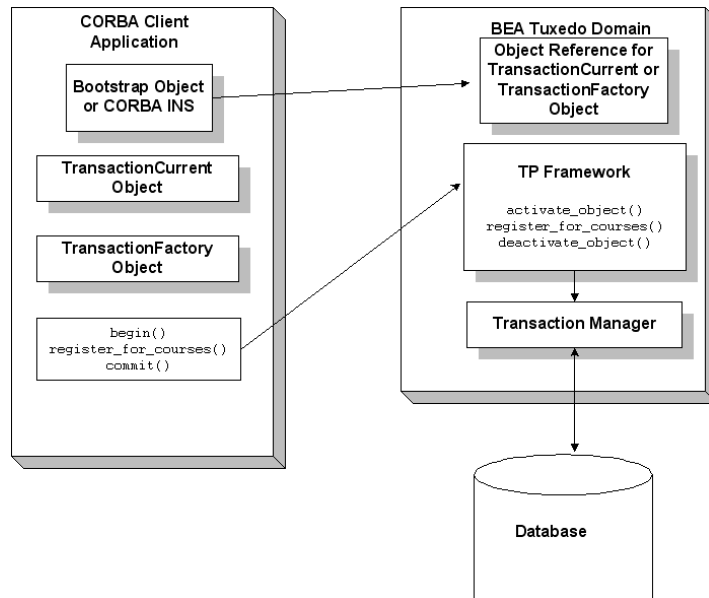 CORBA Client
Application
Bootstrap Object
or CORBA INS
TransactionCurrent
Object
TransactionFactory
Object
begin()
register_for_courses()
commit()
BEA Tuxedo Domain
Object Reference for
TransactionCurrent or
TransactionFactory
Object
TP Framework
activate_object()
register_for_courses()
deactivate_object()
Transaction Manager
Database